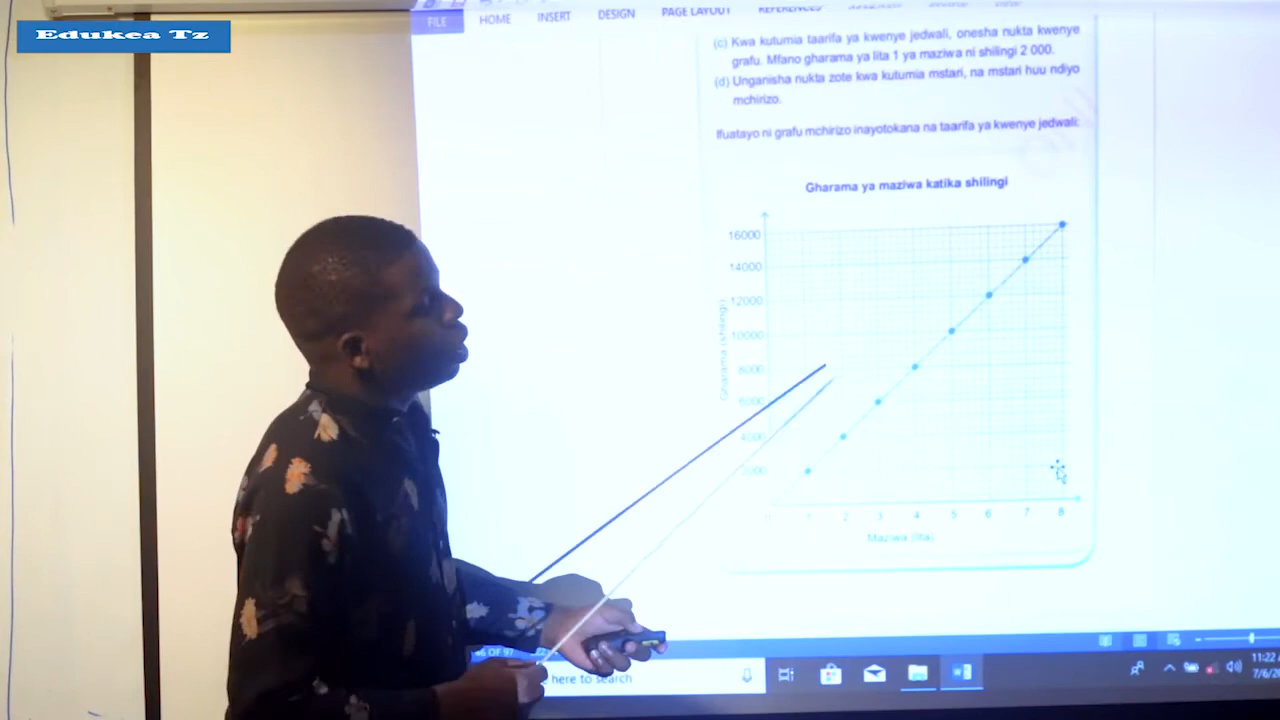 Edukea Tz
FILE HOME INSERT DESIGN PAGE LAYOUT REFERENCES
(c) Kwa kutumia taarifa ya kwenye jedwali, onesha nukta kwenye
grafu. Mfano gharama ya lita 1 ya maziwa ni shilingi 2 000.
(d) Unganisha nukta zote kwa kutumia mstari, na mstari huu ndiyo
mchirizo.
Ifuatayo ni grafu mchirizo inayotokana na taarifa ya kwenye jedwali:
Gharama ya maziwa katika shilingi
16000
14000
12000
10000
8000
6000
4000
2000
Gharama (shilingi)
1 2 3 4 5 6 7 8
Maziwa (lita)
OF 97
here to search
11:22